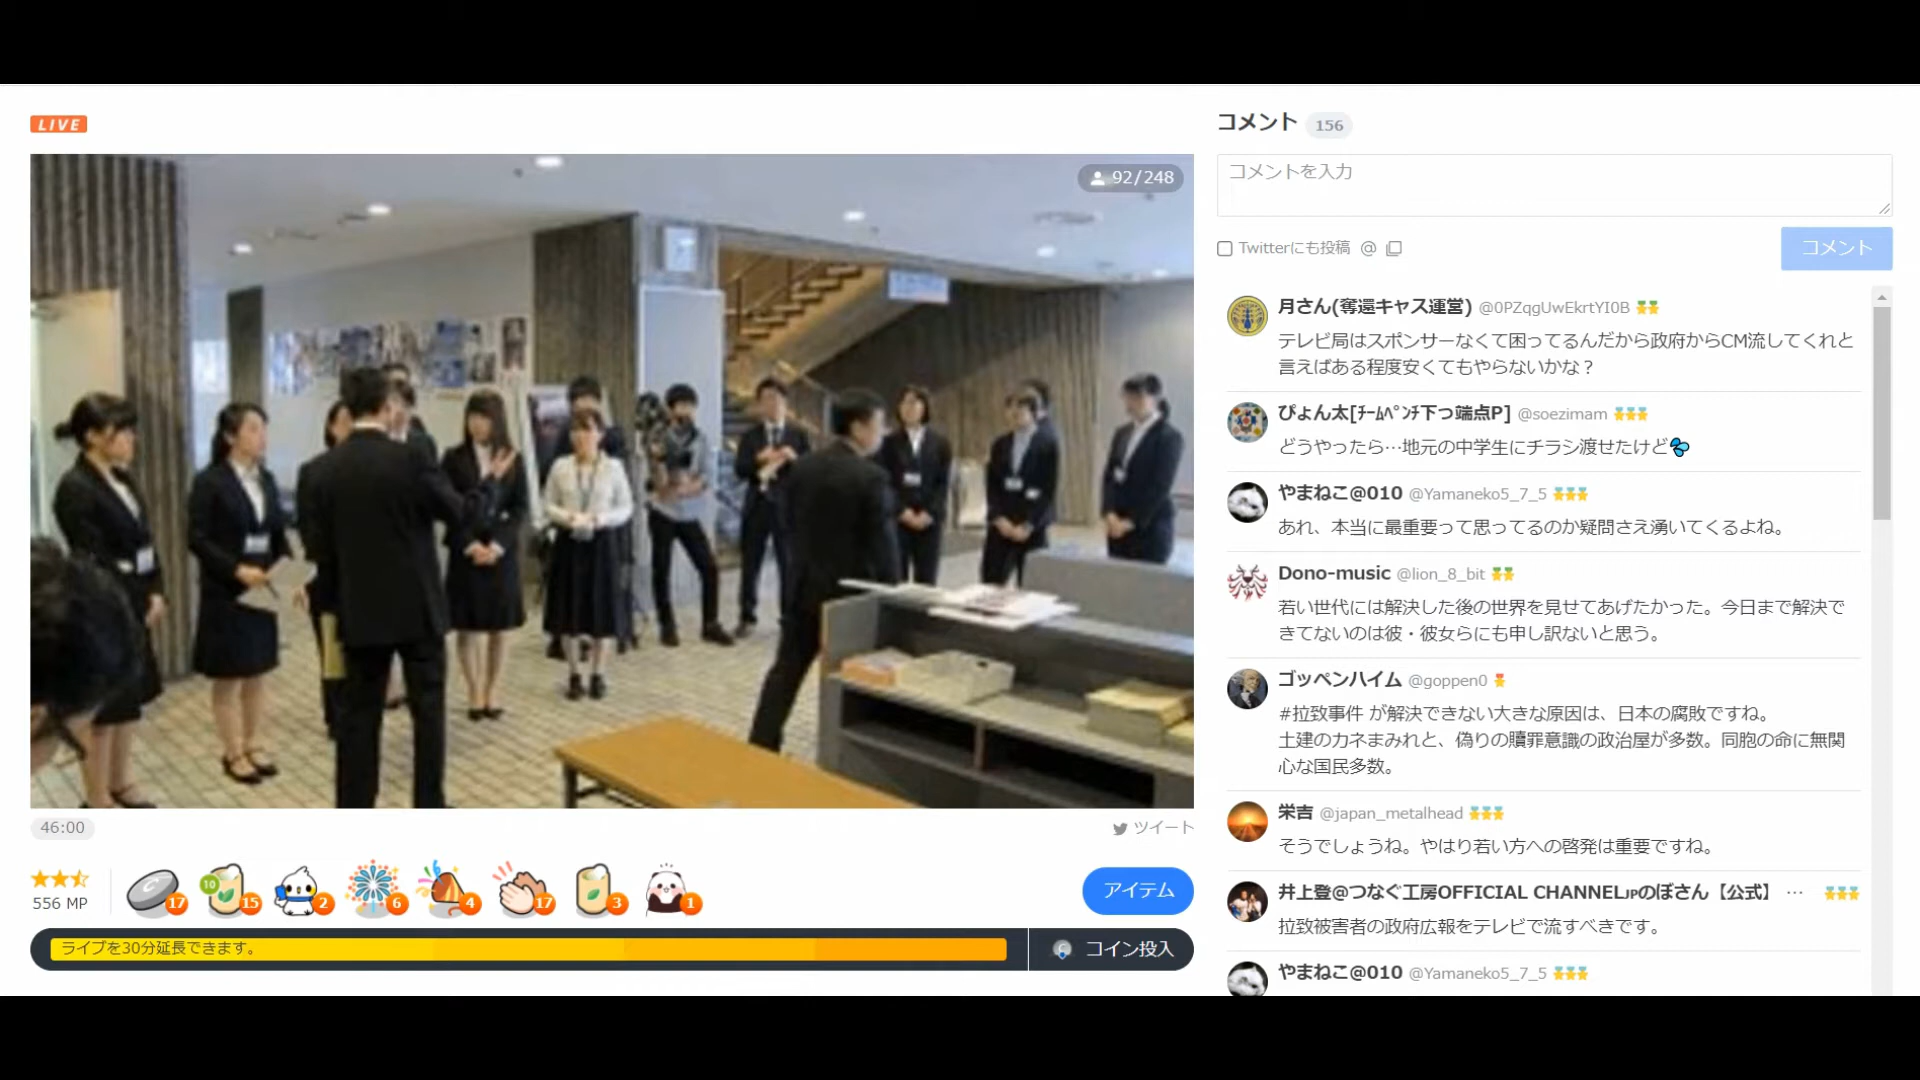 LIVE
92/248
46:00
ツイート
556 MP
17
10
15
2
6
4
17
3
1
アイテム
ライブを30分延長できます。
コイン投入
コメント 156
コメントを入力
Twitterにも投稿 @
コメント
月さん(奪還キャス運営) @0PZqgUwEkrtYI0B
テレビ局はスポンサーなくて困ってるんだから政府からCM流してくれと
言えばある程度安くてもやらないかな？
ぴょん太[ﾁｰﾑﾍﾟﾝﾁ下っ端点P] @soezimam
どうやったら…地元の中学生にチラシ渡せたけど
やまねこ@010 @Yamaneko5_7_5
あれ、本当に最重要って思ってるのか疑問さえ湧いてくるよね。
Dono-music @lion_8_bit
若い世代には解決した後の世界を見せてあげたかった。今日まで解決で
きてないのは彼・彼女らにも申し訳ないと思う。
ゴッペンハイム @goppen0
#拉致事件 が解決できない大きな原因は、日本の腐敗ですね。
土建のカネまみれと、偽りの贖罪意識の政治屋が多数。同胞の命に無関
心な国民多数。
栄吉 @japan_metalhead
そうでしょうね。やはり若い方への啓発は重要ですね。
井上登@つなぐ工房OFFICIAL CHANNELJPのぼさん【公式】 …
拉致被害者の政府広報をテレビで流すべきです。
やまねこ@010 @Yamaneko5_7_5